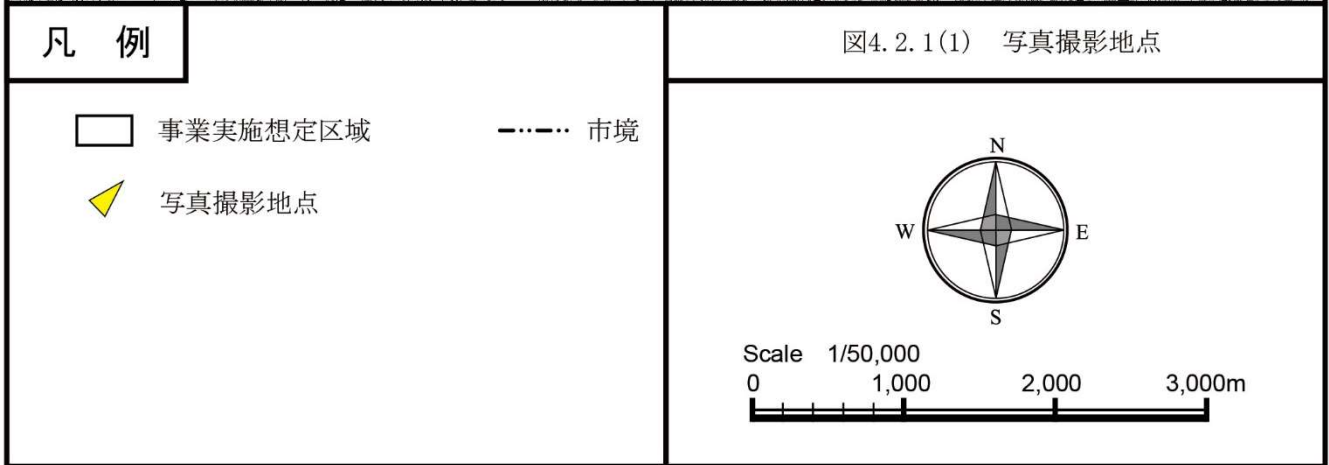 凡 例
事業実施想定区域
市境
写真撮影地点
図4.2.1(1) 写真撮影地点
N
W
E
S
Scale 1/50,000
0 1,000 2,000 3,000m